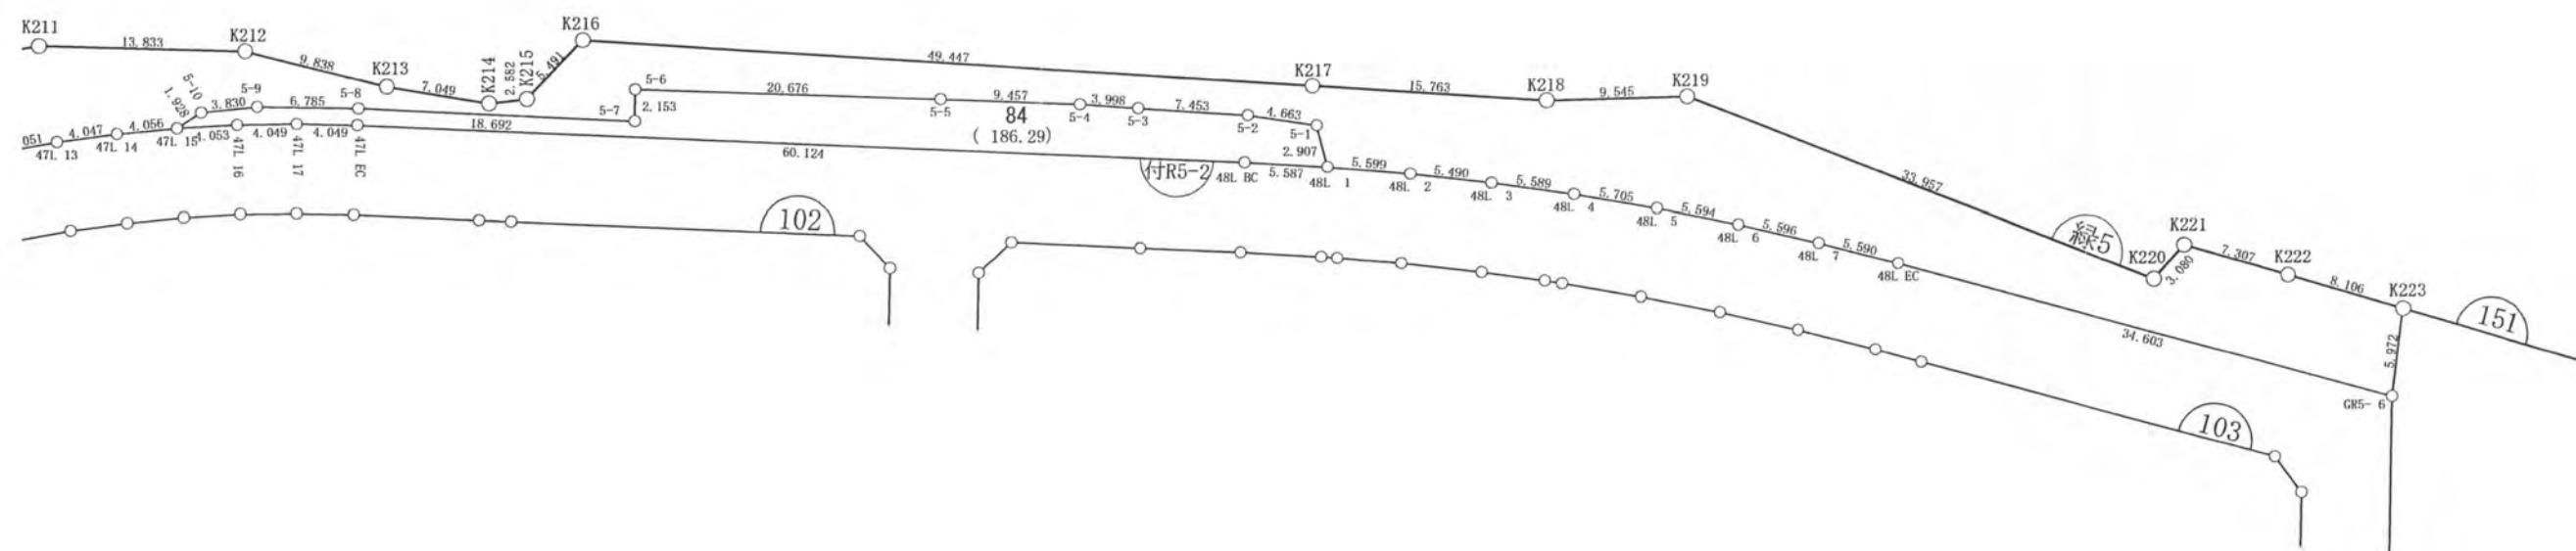 K211
13.833
K212
9.838
K213
7.049
K214
2.582
K215
5.491
K216
49.447
K217
15.763
K218
9.545
K219
33.957
緑5
K220
3.080
K221
7.307
K222
8.106
K223
151
5.972
GR5- 6
34.603
5-10
1.928
3.830
5-9
6.785
5-8
18.692
5-7
2.153
5-6
20.676
5-5
9.457
5-4
3.998
5-3
7.453
5-2
4.663
5-1
2.907
84
( 186.29)
051
47L 13
4.047
47L 14
4.056
47L 15
4.053
47L 16
4.049
47L 17
4.049
47L EC
60.124
付R5-2
48L BC
5.587
48L 1
5.599
48L 2
5.490
48L 3
5.589
48L 4
5.705
48L 5
5.594
48L 6
5.596
48L 7
5.590
48L EC
102
103